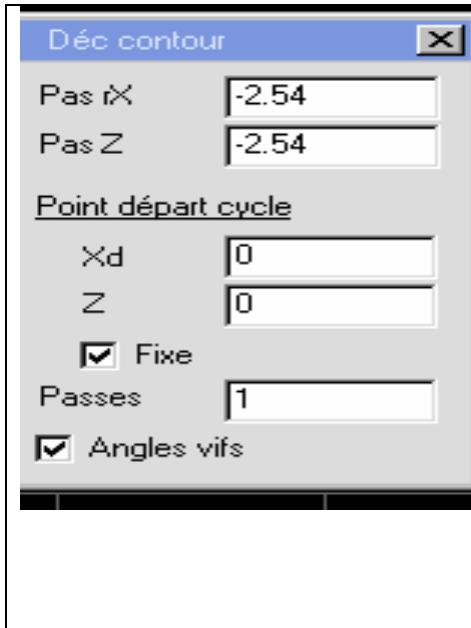 Déc contour
Pas rX -2.54
Pas Z -2.54
Point départ cycle
Xd 0
Z 0
Fixe
Passes 1
Angles vifs